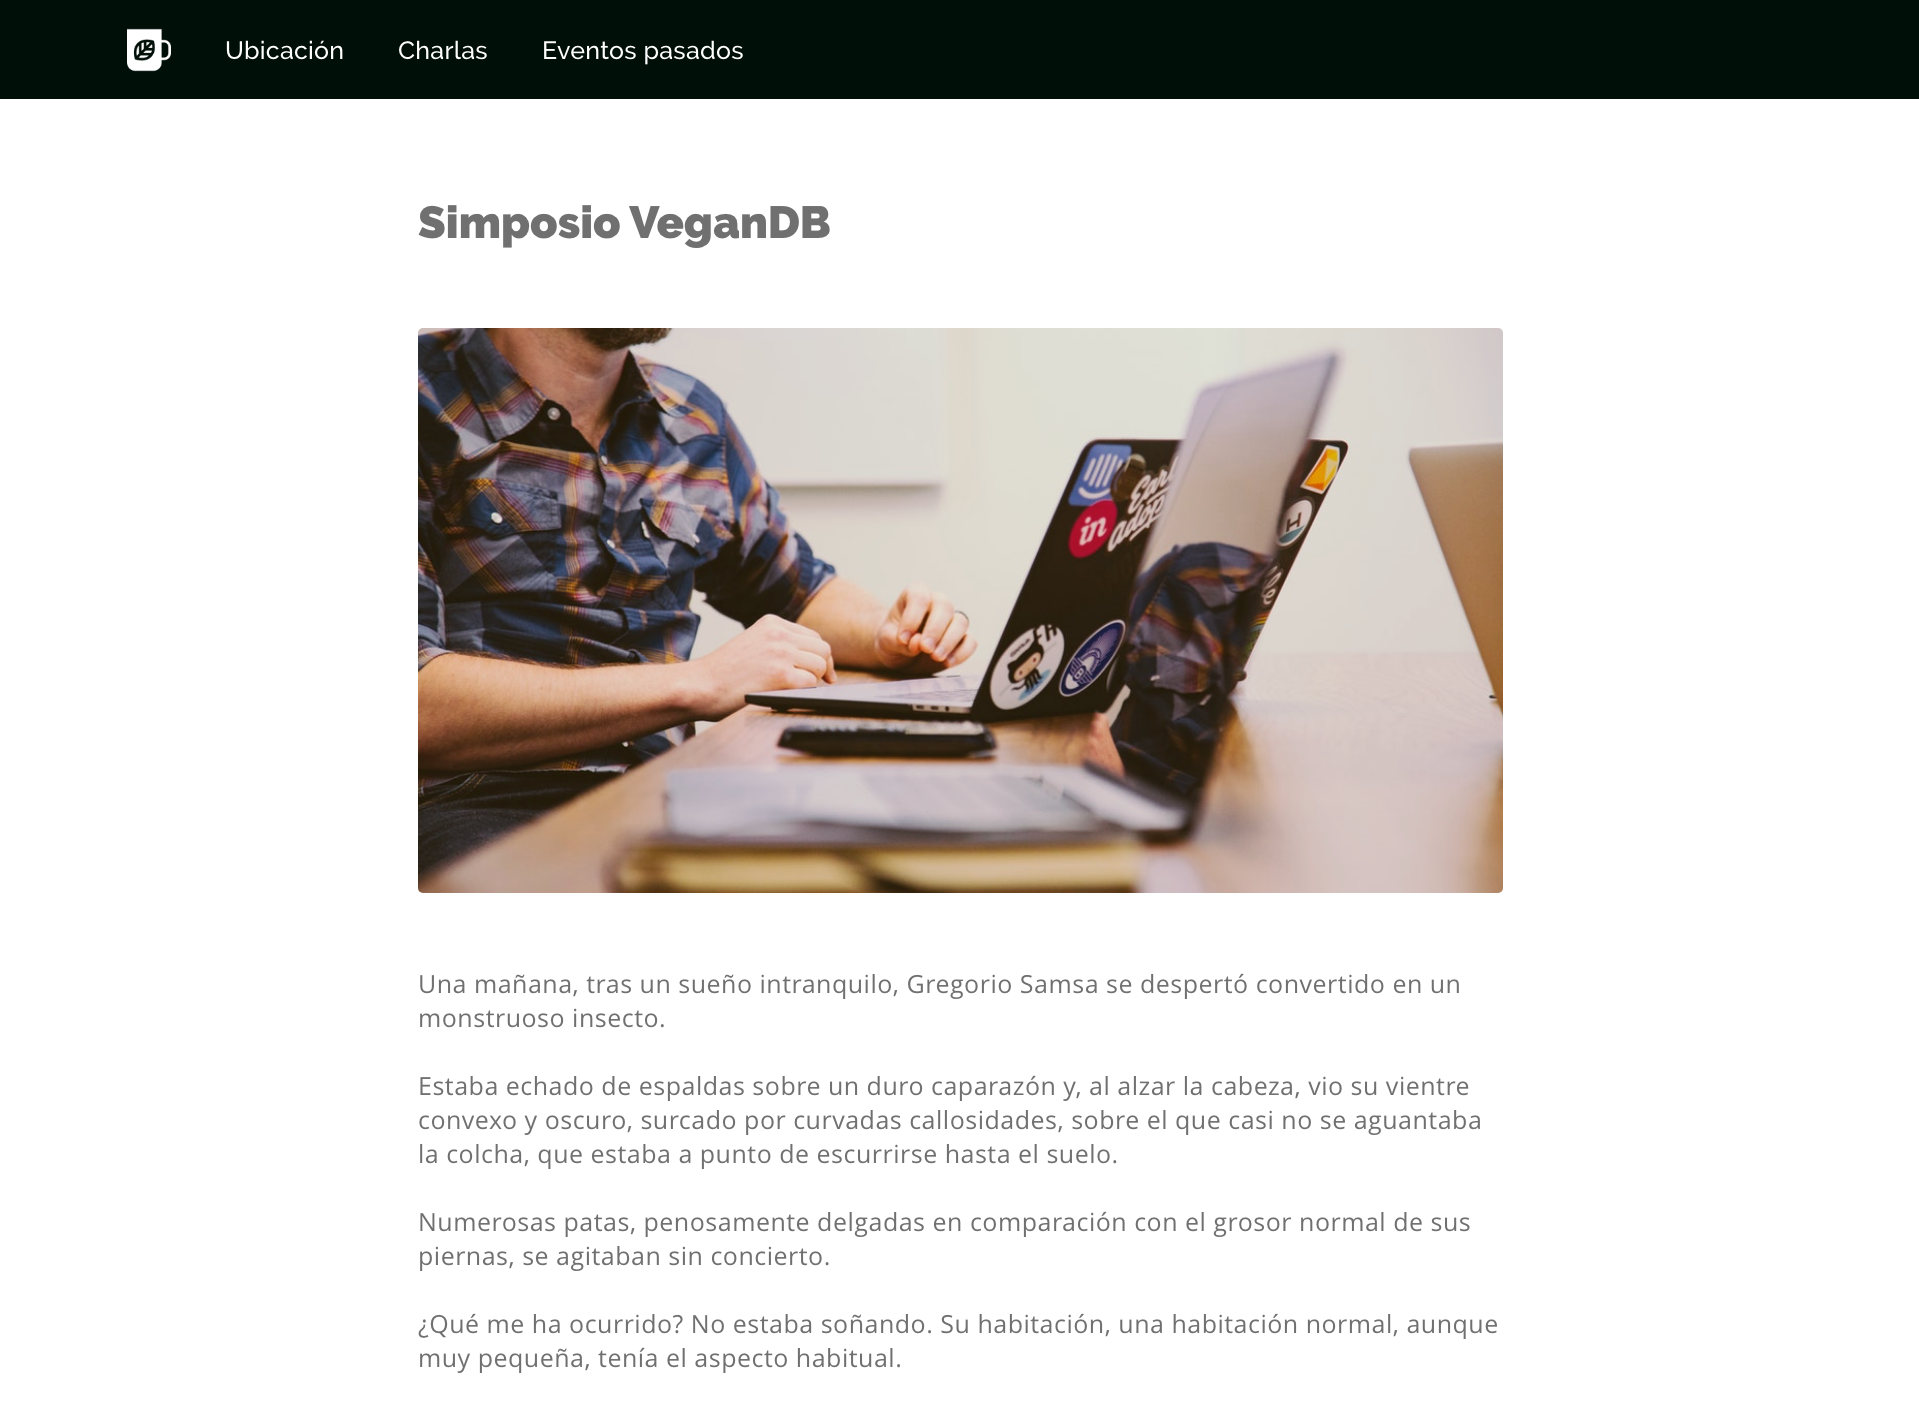 Ubicación
Charlas
Eventos pasados
Simposio VeganDB
in
H
Una mañana, tras un sueño intranquilo, Gregorio Samsa se despertó convertido en un
monstruoso insecto.
Estaba echado de espaldas sobre un duro caparazón y, al alzar la cabeza, vio su vientre
convexo y oscuro, surcado por curvadas callosidades, sobre el que casi no se aguantaba
la colcha, que estaba a punto de escurrirse hasta el suelo.
Numerosas patas, penosamente delgadas en comparación con el grosor normal de sus
piernas, se agitaban sin concierto.
¿Qué me ha ocurrido? No estaba soñando. Su habitación, una habitación normal, aunque
muy pequeña, tenía el aspecto habitual.